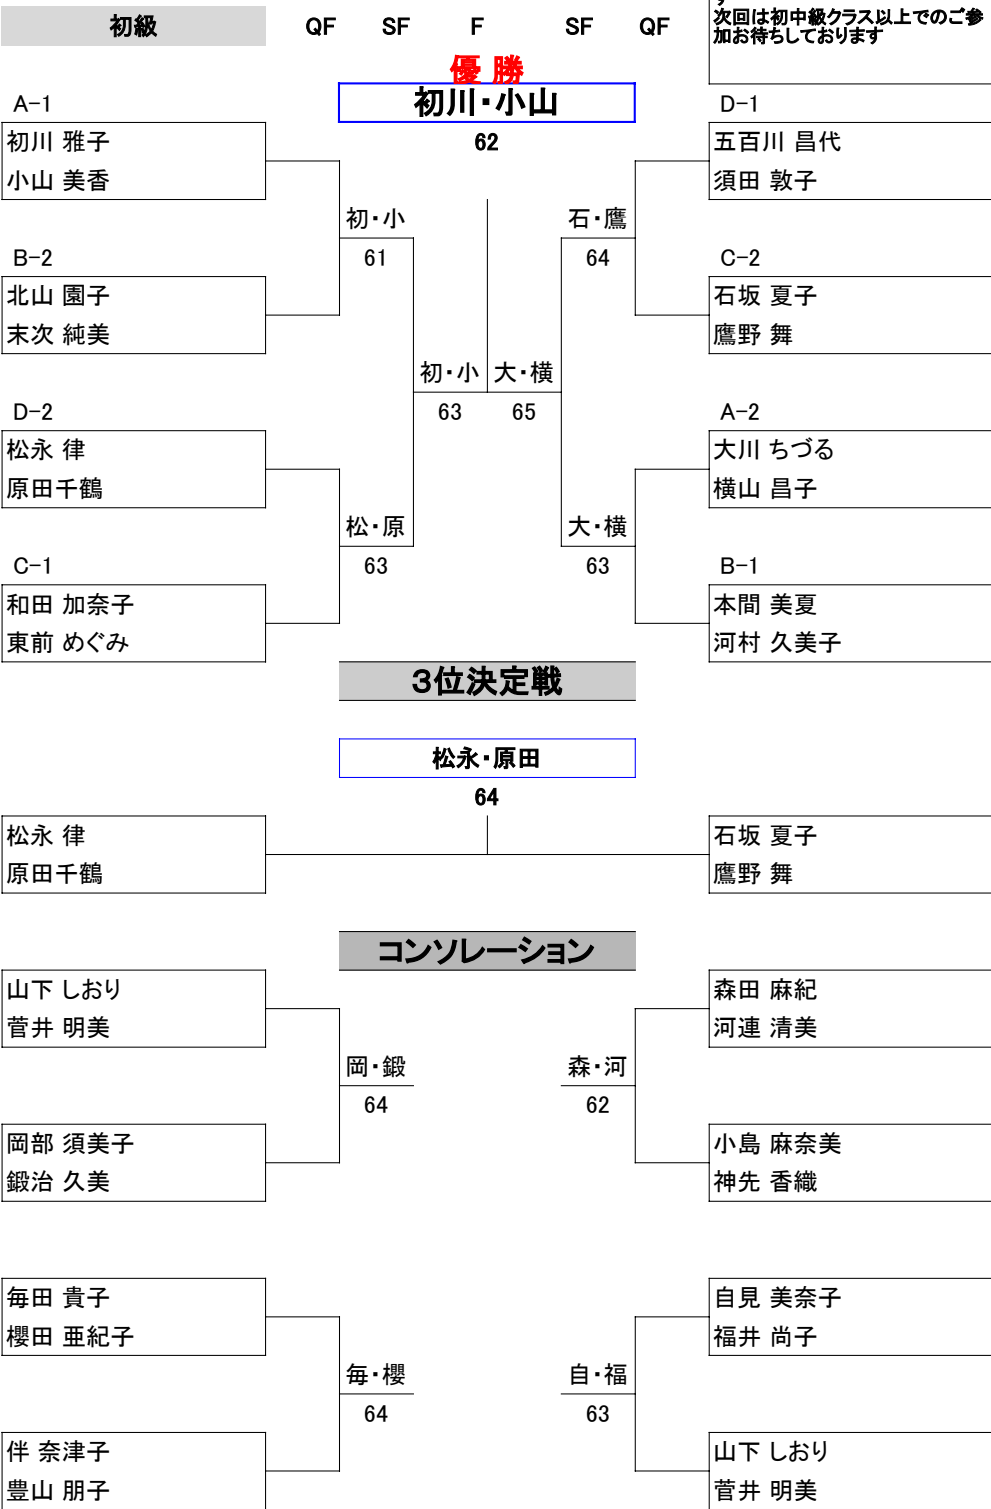 初級 QF SF F SF QF
次回は初中級クラス以上でのご参
加お待ちしております
優 勝
A-1 初川・小山 D-1
初川 雅子 62 五百川 昌代
小山 美香 須田 敦子
初・小 石・鷹
B-2 61 64 C-2
北山 園子 石坂 夏子
末次 純美 鷹野 舞
初・小 大・横
D-2 63 65 A-2
松永 律 大川 ちづる
原田千鶴 横山 昌子
松・原 大・横
C-1 63 63 B-1
和田 加奈子 本間 美夏
東前 めぐみ 河村 久美子
３位決定戦
松永・原田
64
松永 律 石坂 夏子
原田千鶴 鷹野 舞
コンソレーション
山下 しおり 森田 麻紀
菅井 明美 河連 清美
岡・鍛 森・河
64 62
岡部 須美子 小島 麻奈美
鍛治 久美 神先 香織
毎田 貴子 自見 美奈子
櫻田 亜紀子 福井 尚子
毎・櫻 自・福
64 63
伴 奈津子 山下 しおり
豊山 朋子 菅井 明美